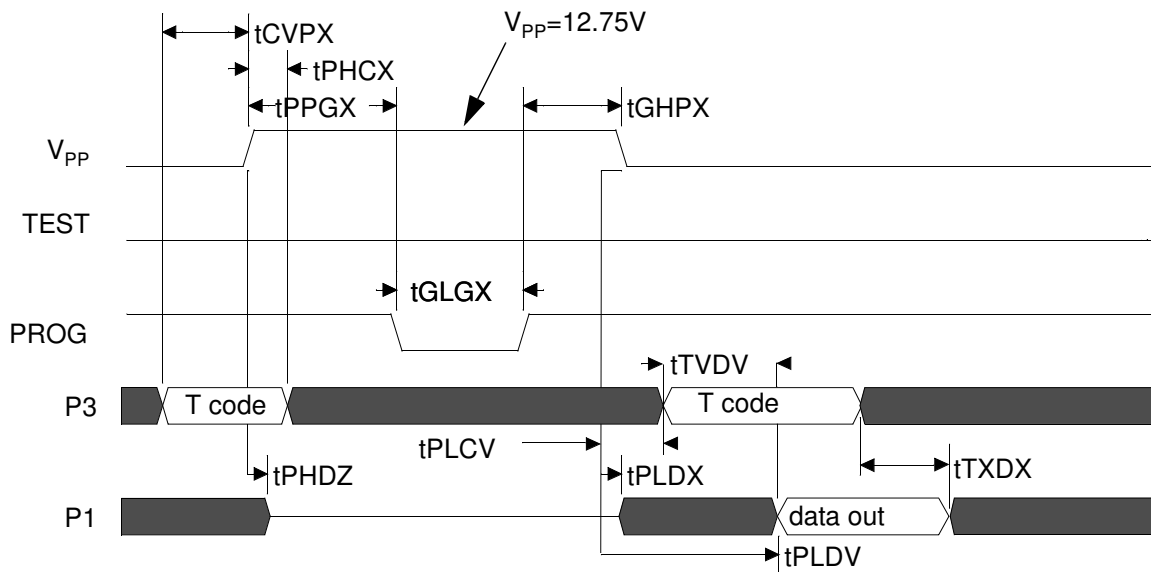 tCVPX
V_PP=12.75V
tPHCX
tPPGX
tGHPX
V_PP
TEST
tGLGX
PROG
tTVDV
P3
T code
T code
tPLCV
tPHDZ
tPLDX
tTXDX
P1
data out
tPLDV